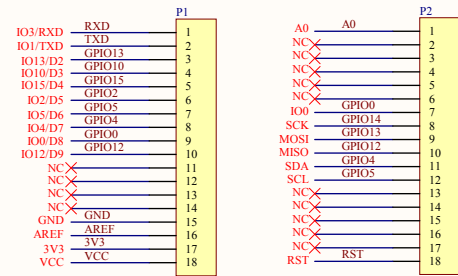 P1
IO3/RXD RXD 1
IO1/TXD TXD 2
IO13/D2 GPIO13 3
IO10/D3 GPIO10 4
IO15/D4 GPIO15 5
IO2/D5 GPIO2 6
IO5/D6 GPIO5 7
IO4/D7 GPIO4 8
IO0/D8 GPIO0 9
IO12/D9 GPIO12 10
NC 11
NC 12
NC 13
NC 14
GND GND 15
AREF AREF 16
3V3 3V3 17
VCC VCC 18
P2
A0 A0 1
NC 2
NC 3
NC 4
NC 5
NC 6
IO0 GPIO0 7
SCK GPIO14 8
MOSI GPIO13 9
MISO GPIO12 10
SDA GPIO4 11
SCL GPIO5 12
NC 13
NC 14
NC 15
NC 16
NC 17
RST RST 18